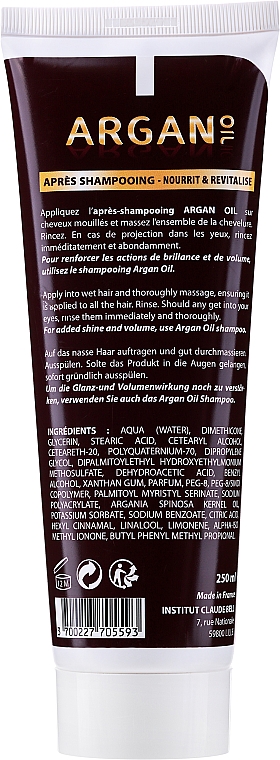 ARGAN OIL
APRÈS SHAMPOOING - NOURRIT & REVITALISE
Appliquez l'après-shampooing ARGAN OIL sur
cheveux mouillés et massez l'ensemble de la chevelure.
Rincez. En cas de projection dans les yeux, rincez
immédiatement et abondamment.
Pour renforcer les actions de brillance et de volume,
utilisez le shampooing Argan Oil.
Apply into wet hair and thoroughly massage, ensuring it
is applied to all the hair. Rinse. Should any get into your
eyes, rinse them immediately and thoroughly.
For added shine and volume, use Argan Oil shampoo.
Auf das nasse Haar auftragen und gut durchmassieren.
Ausspülen. Solte das Produkt in die Augen gelangen,
sofort gründlich ausspülen.
Um die Glanz-und Volumenwirkung noch zu verstär-
ken, verwenden Sie auch das Argan Oil Shampoo.
INGRÉDIENTS : AQUA (WATER), DIMETHICONE,
GLYCERIN, STEARIC ACID, CETEARYL ALCOHOL,
CETEARETH-20, POLYQUATERNIUM-70, DIPROPYLENE
GLYCOL, DIPALMITOYLETHYL HYDROXYETHYLMONIUM
METHOSULFATE, DEHYDROACETIC ACID, BENZYL
ALCOHOL, XANTHAN GUM, PARFUM, PEG-8, PEG-8/SMDI
COPOLYMER, PALMITOYL MYRISTYL SERINATE, SODIUM
POLYACRYLATE, ARGANIA SPINOSA KERNEL OIL,
POTASSIUM SORBATE, SODIUM BENZOATE, CITRIC ACID,
HEXYL CINNAMAL, LINALOOL, LIMONENE, ALPHA-ISO
METHYL IONONE, BUTYL PHENYL METHYL PROPIONAL
12 M
250 ml
Made in France
INSTITUT CLAUDE BELL
7, rue Nationale
59800 LILLE
3 700227 705593